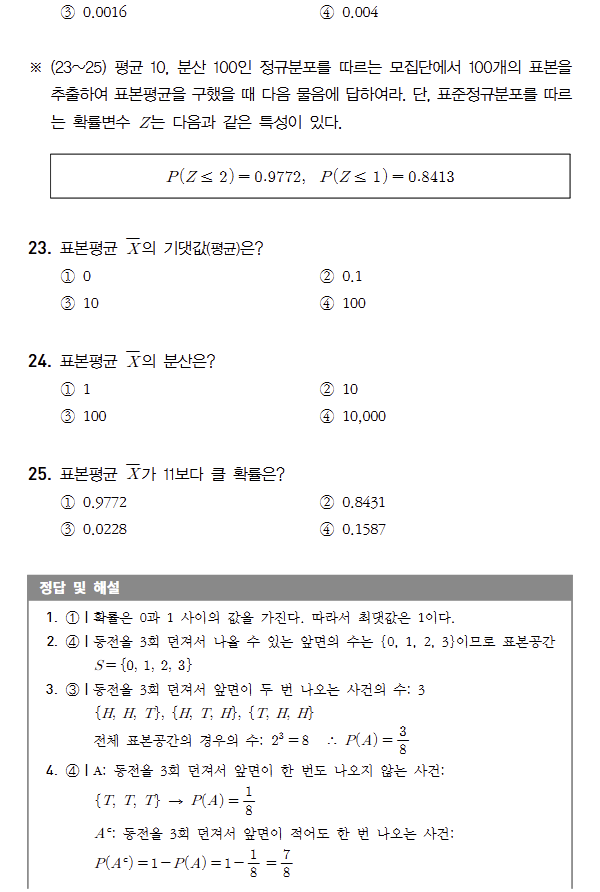 ③ 0.0016 ④ 0.004
※ (23~25) 평균 10, 분산 100인 정규분포를 따르는 모집단에서 100개의 표본을
추출하여 표본평균을 구했을 때 다음 물음에 답하여라. 단, 표준정규분포를 따르
는 확률변수 Z는 다음과 같은 특성이 있다.
P(Z ≤ 2) = 0.9772, P(Z ≤ 1) = 0.8413
23. 표본평균 X̅의 기댓값(평균)은?
① 0 ② 0.1
③ 10 ④ 100
24. 표본평균 X̅의 분산은?
① 1 ② 10
③ 100 ④ 10,000
25. 표본평균 X̅가 11보다 클 확률은?
① 0.9772 ② 0.8431
③ 0.0228 ④ 0.1587
정답 및 해설
1. ① | 확률은 0과 1 사이의 값을 가진다. 따라서 최댓값은 1이다.
2. ④ | 동전을 3회 던져서 나올 수 있는 앞면의 수는 {0, 1, 2, 3}이므로 표본공간
S = {0, 1, 2, 3}
3. ③ | 동전을 3회 던져서 앞면이 두 번 나오는 사건의 수: 3
{H, H, T}, {H, T, H}, {T, H, H}
전체 표본공간의 경우의 수: 2³ = 8 ∴ P(A) = 3/8
4. ④ | A: 동전을 3회 던져서 앞면이 한 번도 나오지 않는 사건:
{T, T, T} → P(A) = 1/8
Aᶜ: 동전을 3회 던져서 앞면이 적어도 한 번 나오는 사건:
P(Aᶜ) = 1 − P(A) = 1 − 1/8 = 7/8